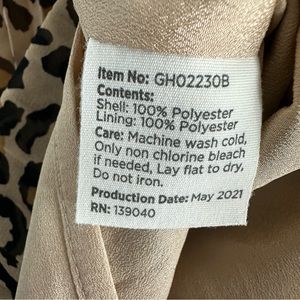 Item No: GH02230B
Contents:
Shell: 100% Polyester
Lining: 100% Polyester
Care: Machine wash cold,
Only non chlorine bleach
if needed, Lay flat to dry,
Do not iron.
Production Date: May 2021
RN: 139040